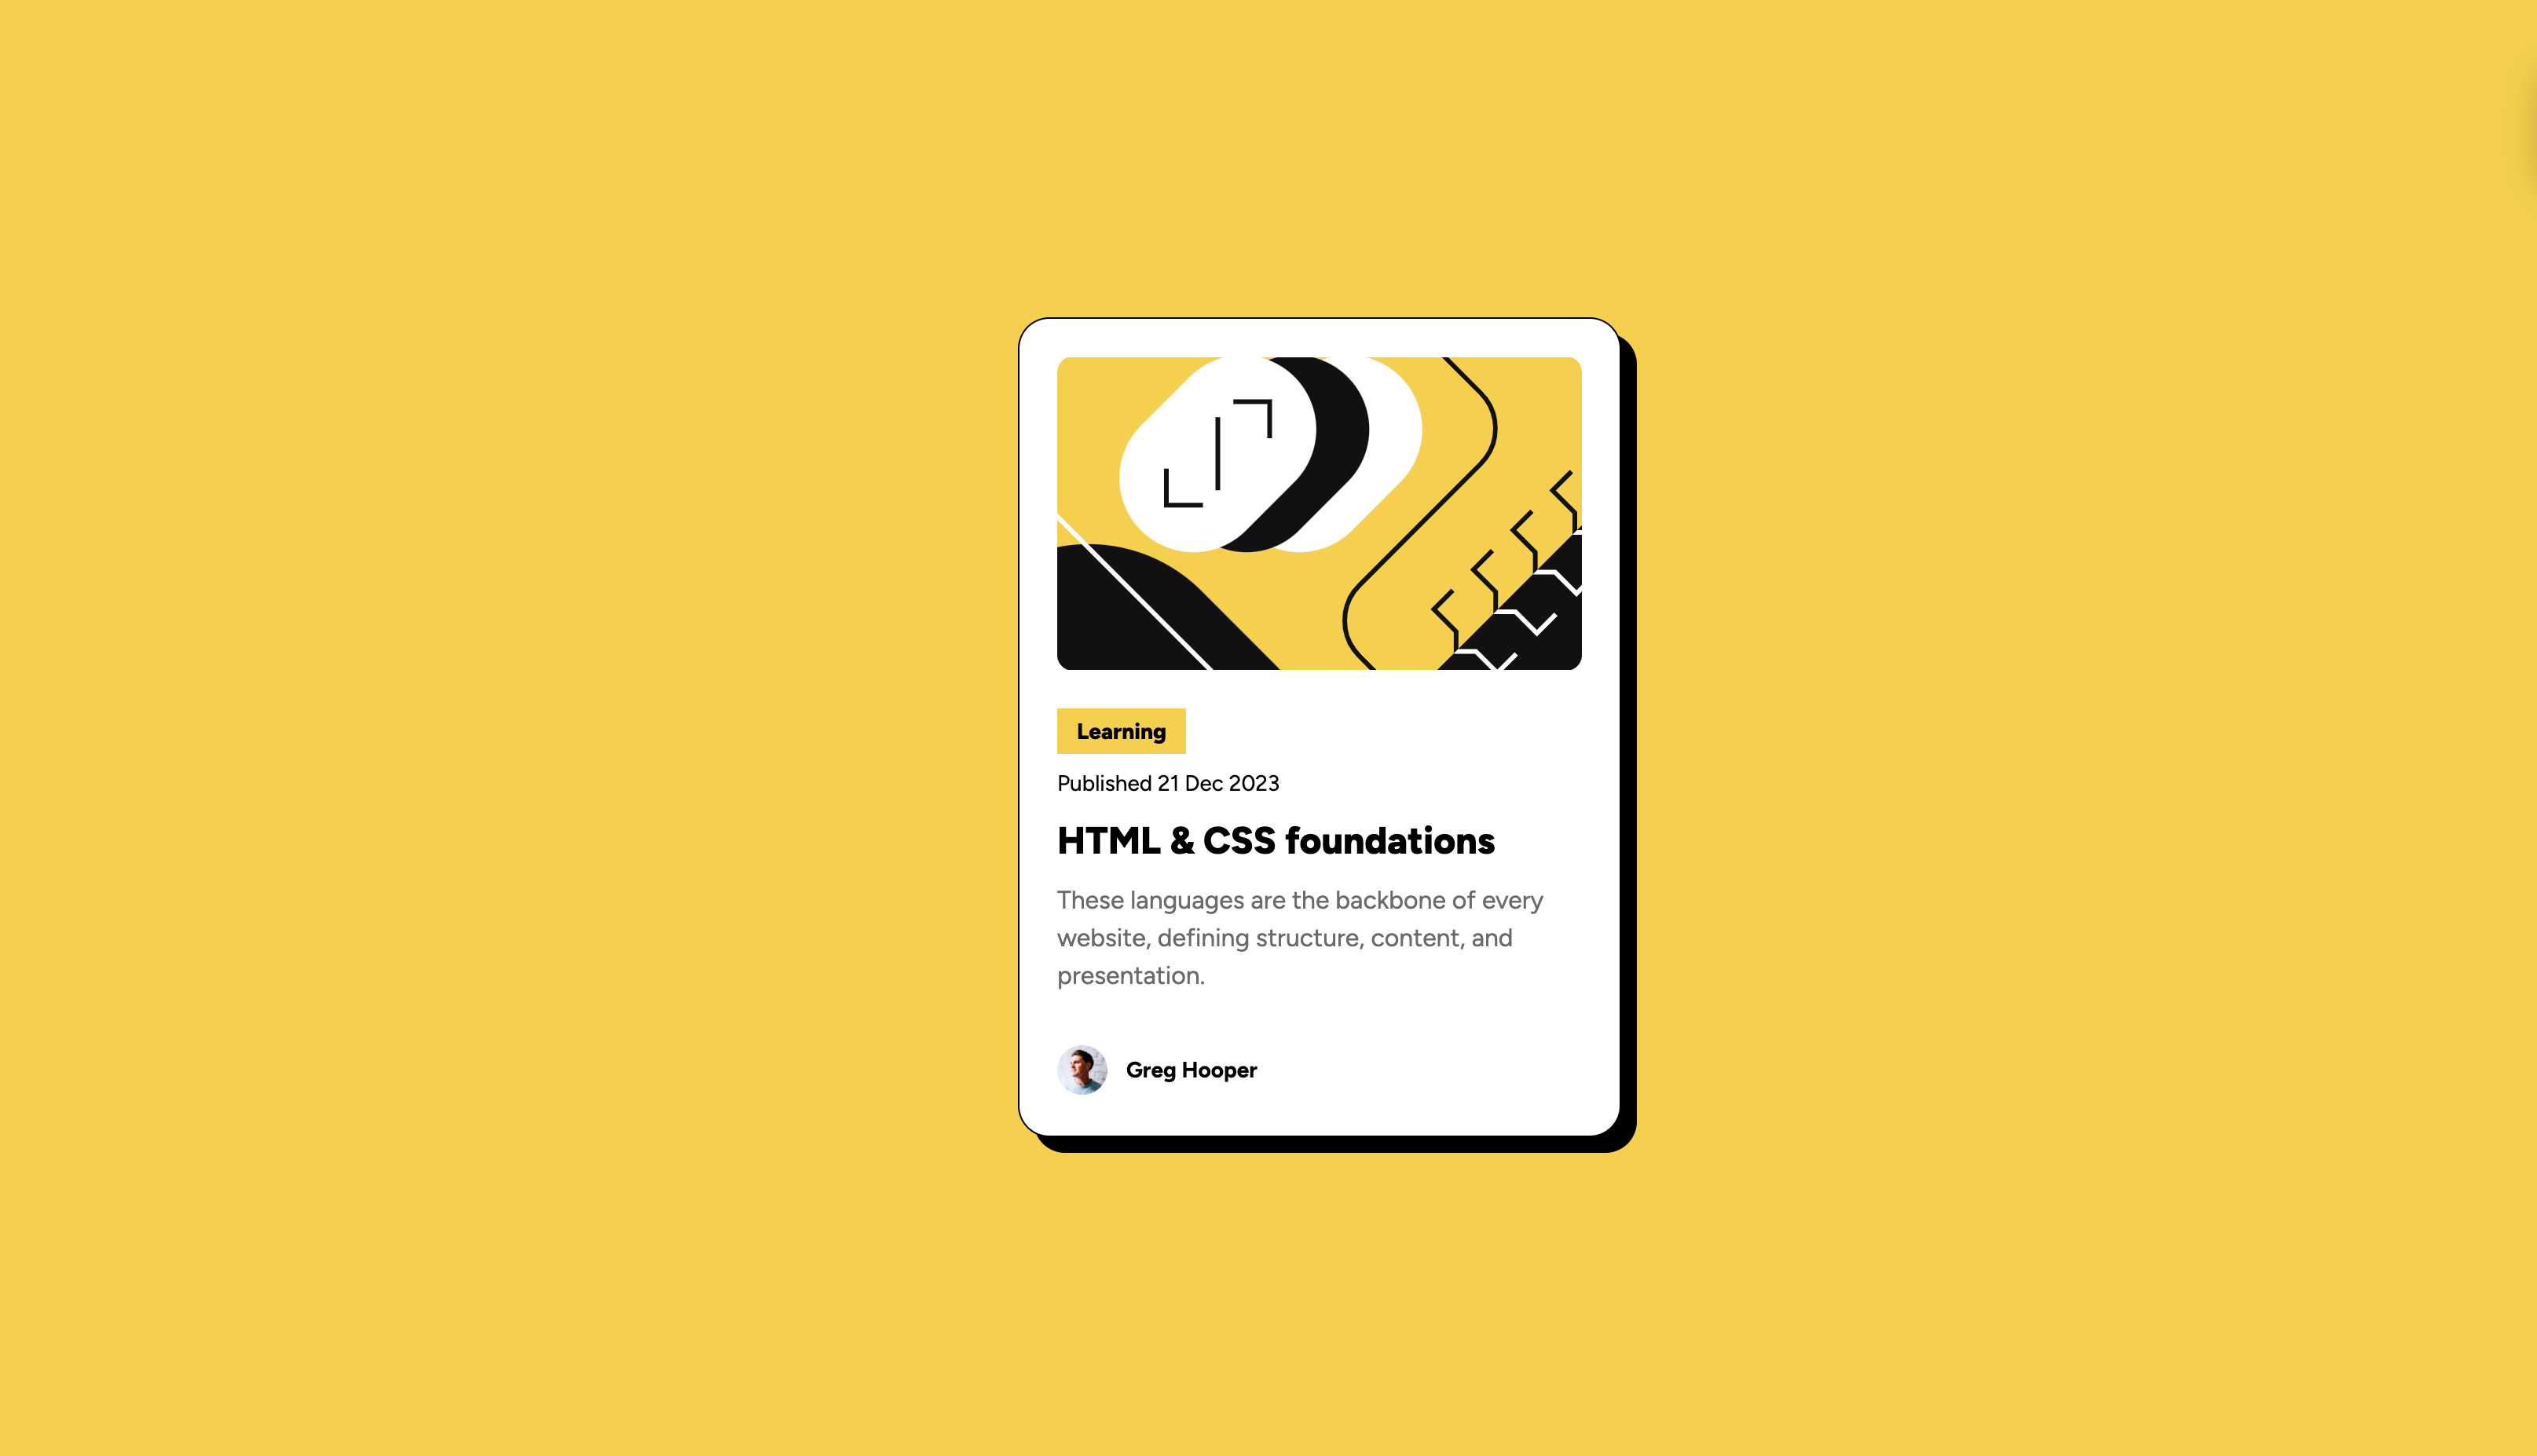 Learning
Published 21 Dec 2023
HTML & CSS foundations
These languages are the backbone of every
website, defining structure, content, and
presentation.
Greg Hooper